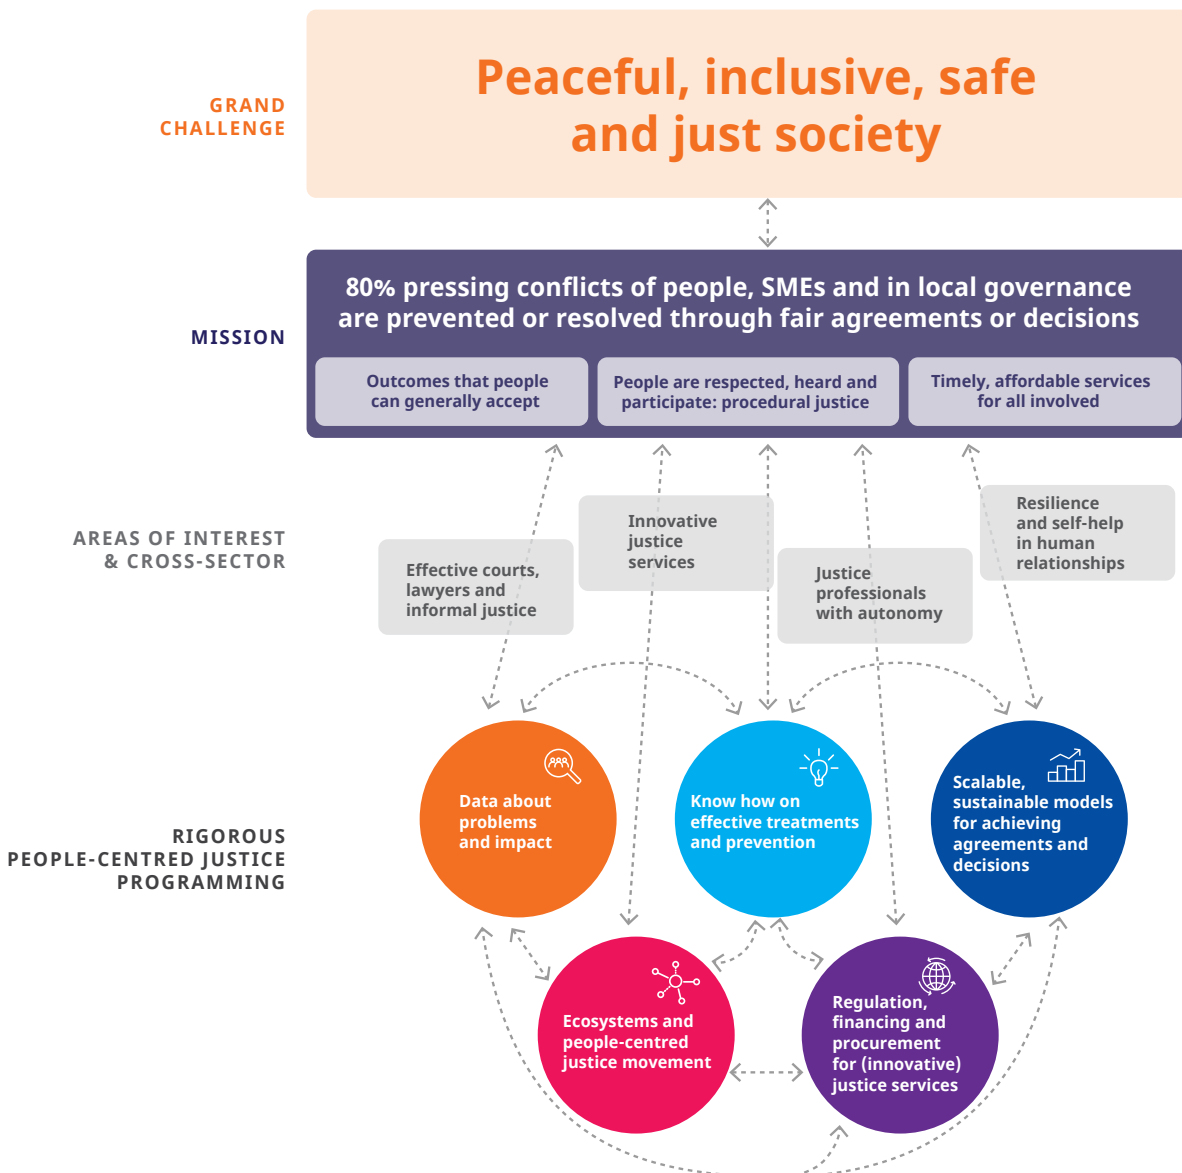 GRAND
CHALLENGE
Peaceful, inclusive, safe
and just society
MISSION
80% pressing conflicts of people, SMEs and in local governance
are prevented or resolved through fair agreements or decisions
Outcomes that people
can generally accept
People are respected, heard and
participate: procedural justice
Timely, affordable services
for all involved
AREAS OF INTEREST
& CROSS-SECTOR
Effective courts,
lawyers and
informal justice
Innovative
justice
services
Justice
professionals
with autonomy
Resilience
and self-help
in human
relationships
RIGOROUS
PEOPLE-CENTRED JUSTICE
PROGRAMMING
Data about
problems
and impact
Know how on
effective treatments
and prevention
Scalable,
sustainable models
for achieving
agreements and
decisions
Ecosystems and
people-centred
justice movement
Regulation,
financing and
procurement
for (innovative)
justice services